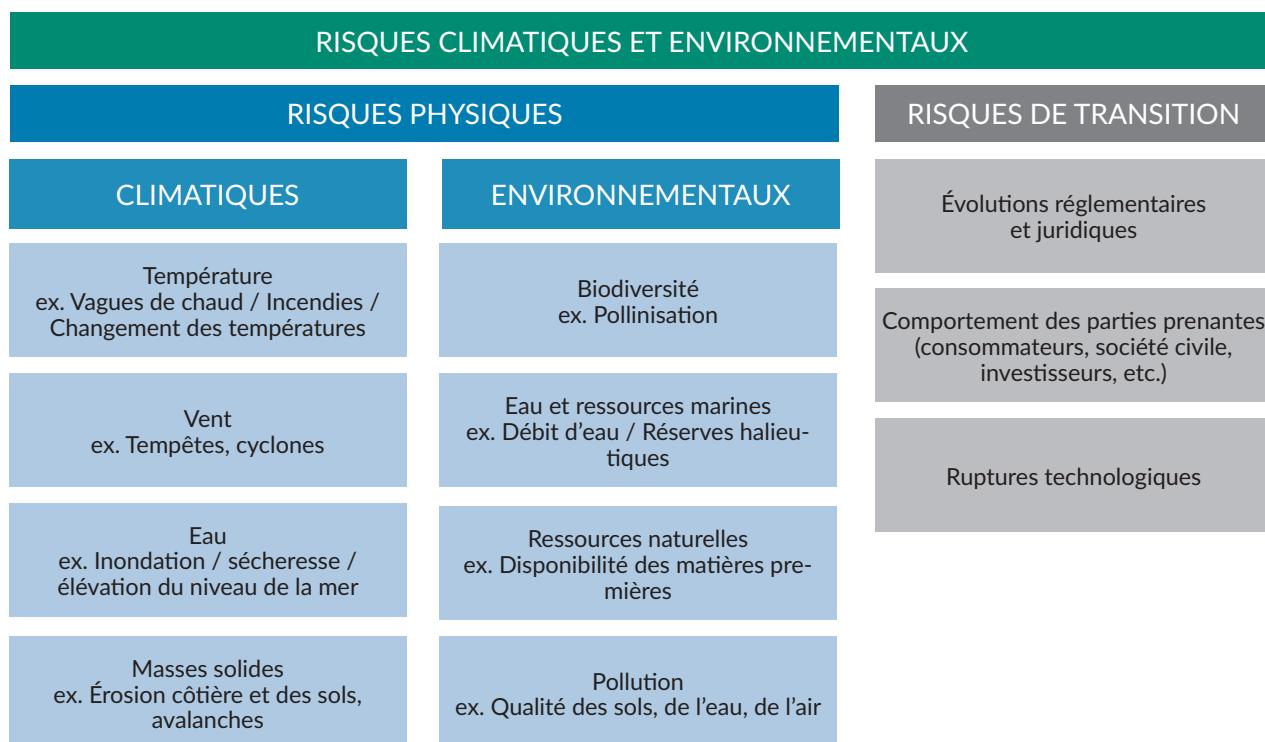 RISQUES CLIMATIQUES ET ENVIRONNEMENTAUX
RISQUES PHYSIQUES
RISQUES DE TRANSITION
CLIMATIQUES
ENVIRONNEMENTAUX
Température
ex. Vagues de chaud / Incendies /
Changement des températures
Vent
ex. Tempêtes, cyclones
Eau
ex. Inondation / sécheresse /
élévation du niveau de la mer
Masses solides
ex. Érosion côtière et des sols,
avalanches
Biodiversité
ex. Pollinisation
Eau et ressources marines
ex. Débit d'eau / Réserves halieu-
tiques
Ressources naturelles
ex. Disponibilité des matières pre-
mières
Pollution
ex. Qualité des sols, de l'eau, de l'air
Évolutions réglementaires
et juridiques
Comportement des parties prenantes
(consommateurs, société civile,
investisseurs, etc.)
Ruptures technologiques